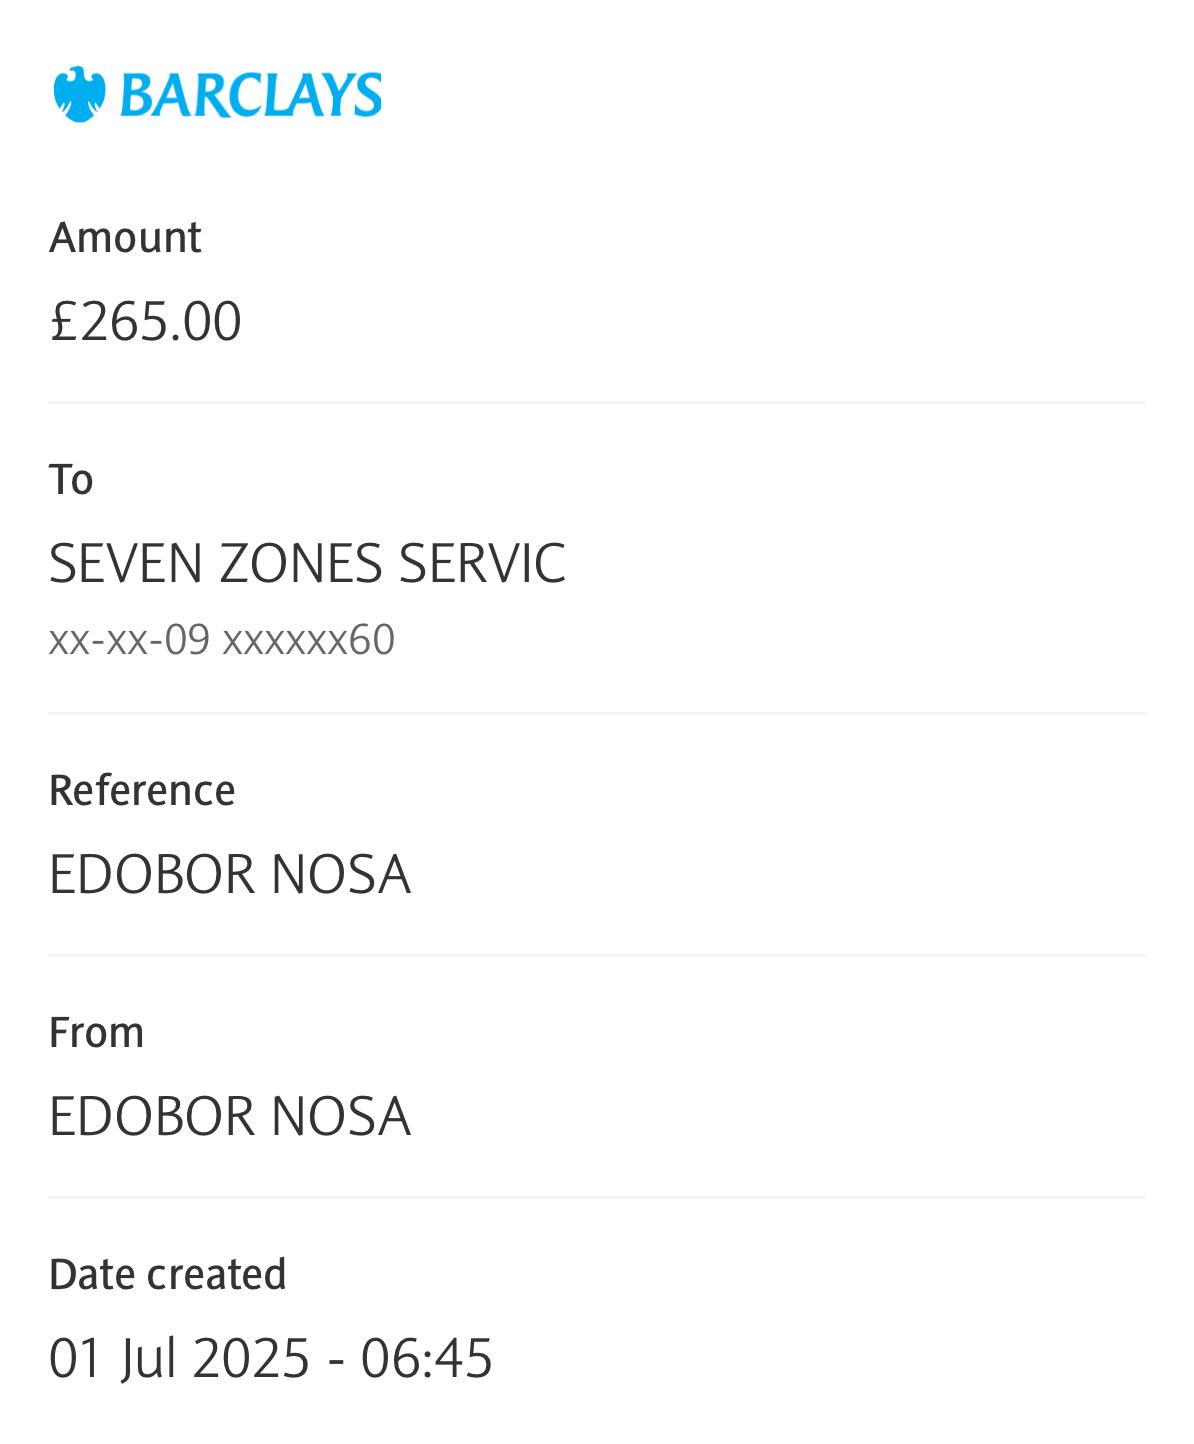 BARCLAYS
Amount
£265.00
To
SEVEN ZONES SERVIC
xx-xx-09 xxxxxx60
Reference
EDOBOR NOSA
From
EDOBOR NOSA
Date created
01 Jul 2025 - 06:45